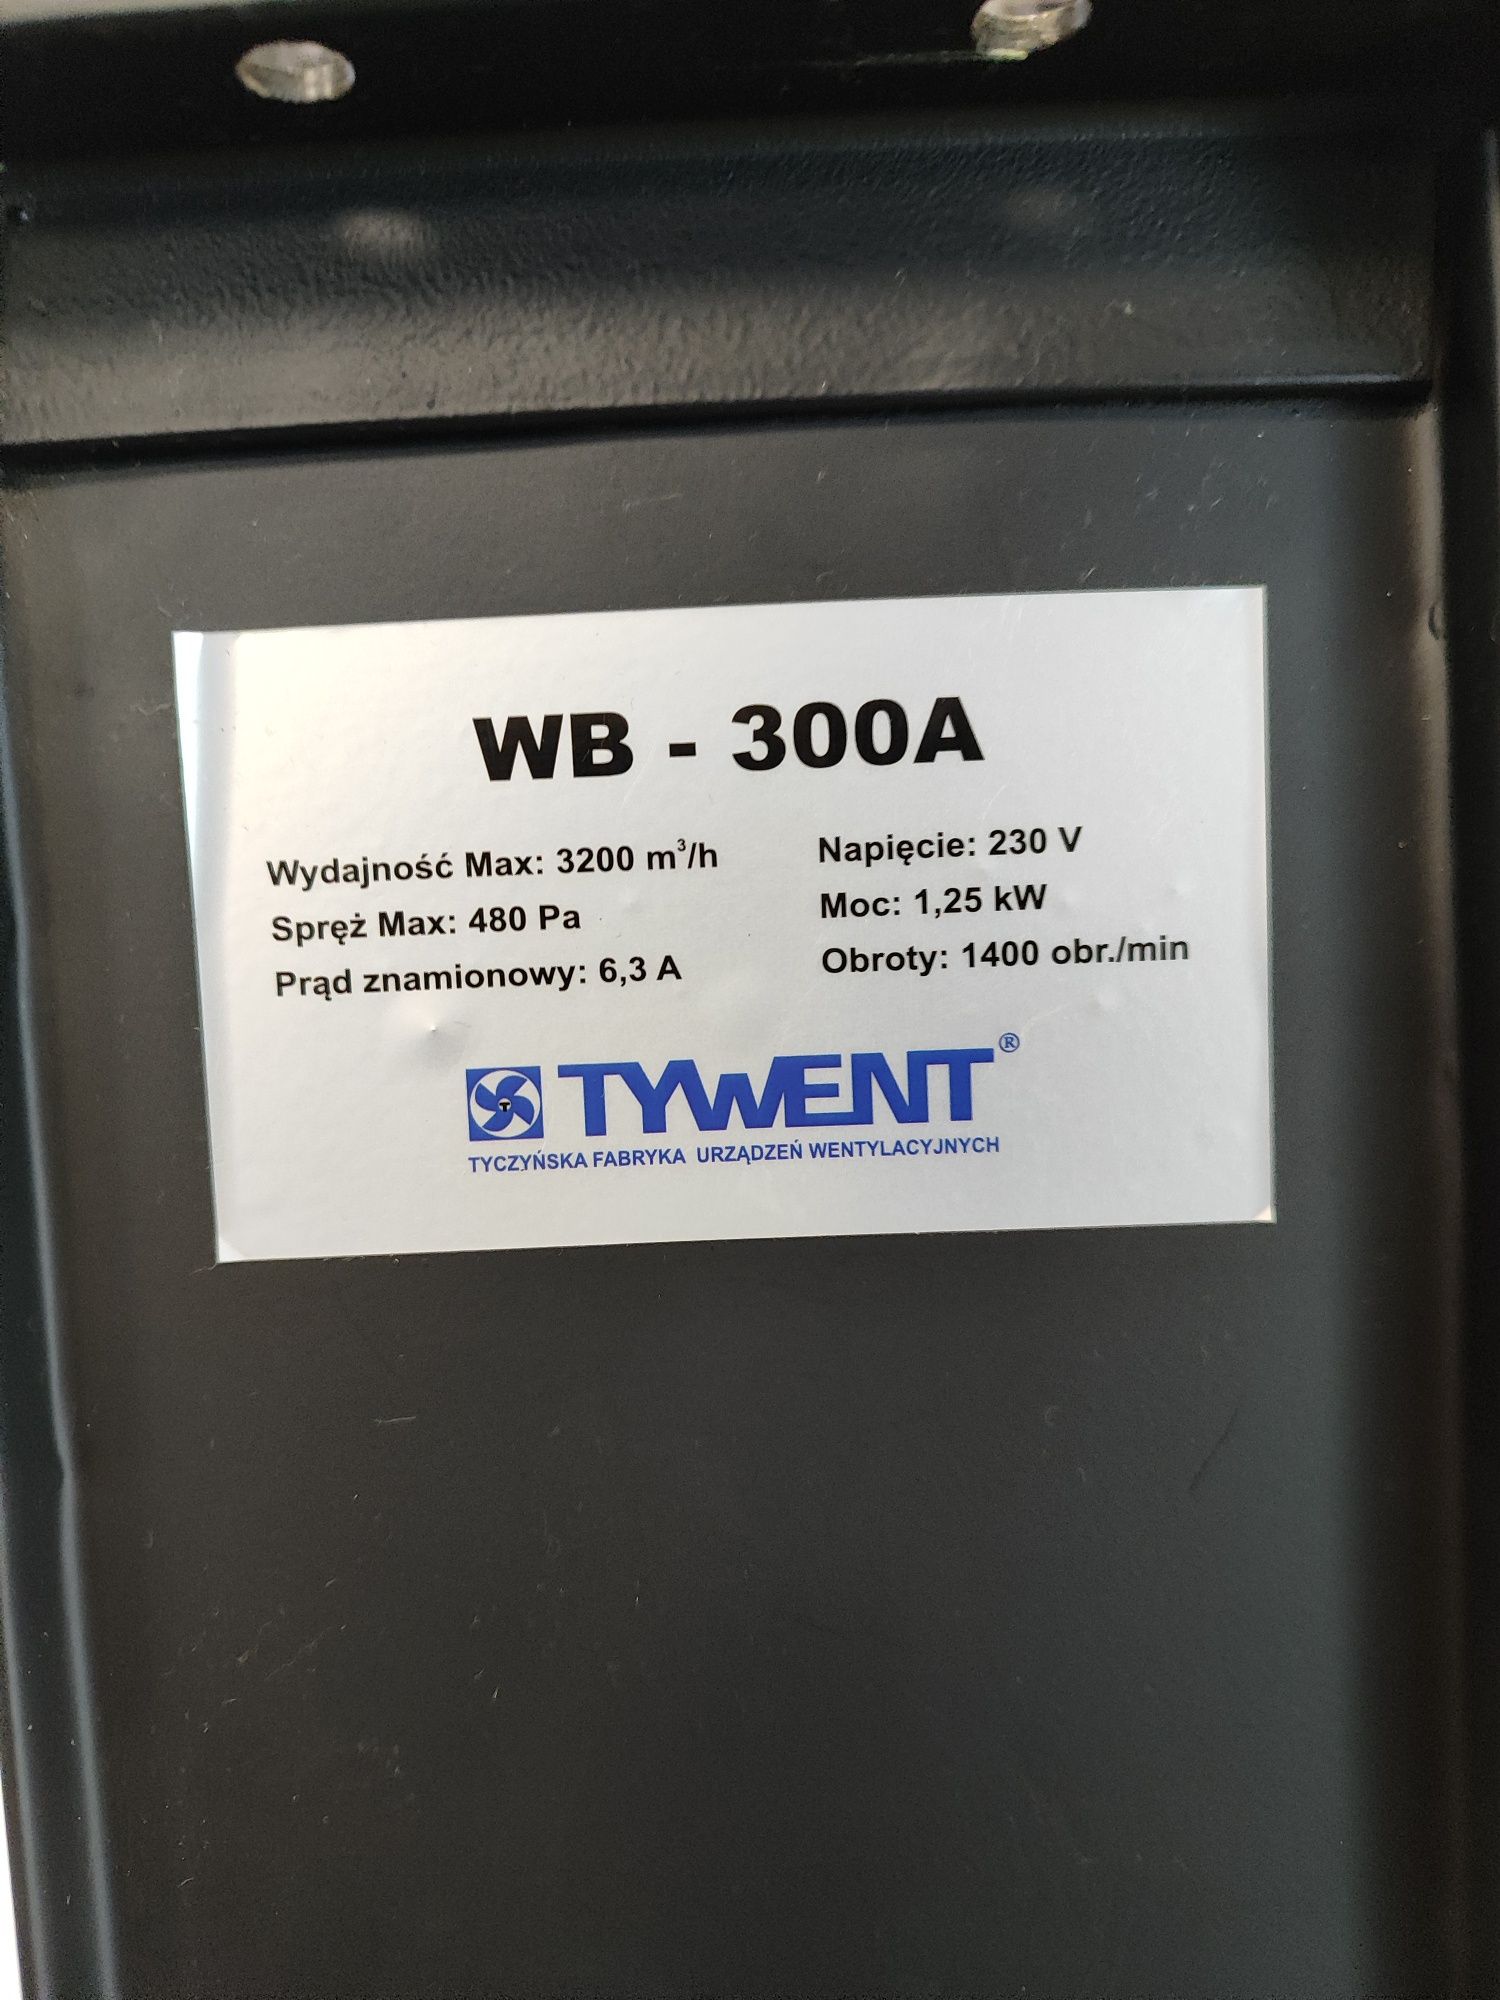 WB - 300A
Wydajność Max: 3200 m³/h
Spręż Max: 480 Pa
Prąd znamionowy: 6,3 A
Napięcie: 230 V
Moc: 1,25 kW
Obroty: 1400 obr./min
T TYWENT®
TYCZYŃSKA FABRYKA URZĄDZEŃ WENTYLACYJNYCH